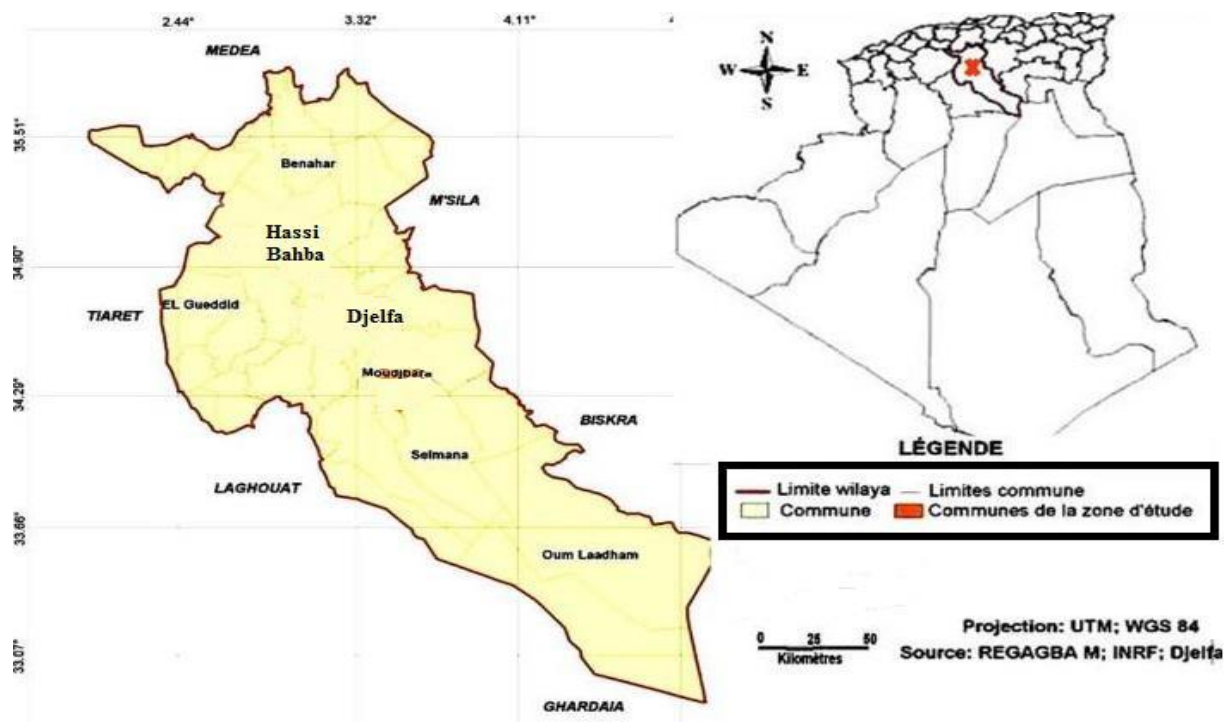 2.44°
3.32°
4.11°
4
MEDEA
35.51°
Benahar
M'SILA
Hassi
Bahba
34.90°
EL Gueddid
TIARET
Djelfa
Moudjbara
34.29°
BISKRA
Selmana
LAGHOUAT
33.66°
Oum Laadham
33.07°
GHARDAIA
N
W E
S
LÉGENDE
Limite wilaya Limites commune
Commune Communes de la zone d'étude
0 25 50
Kilomètres
Projection: UTM; WGS 84
Source: REGAGBA M; INRF; Djelfa